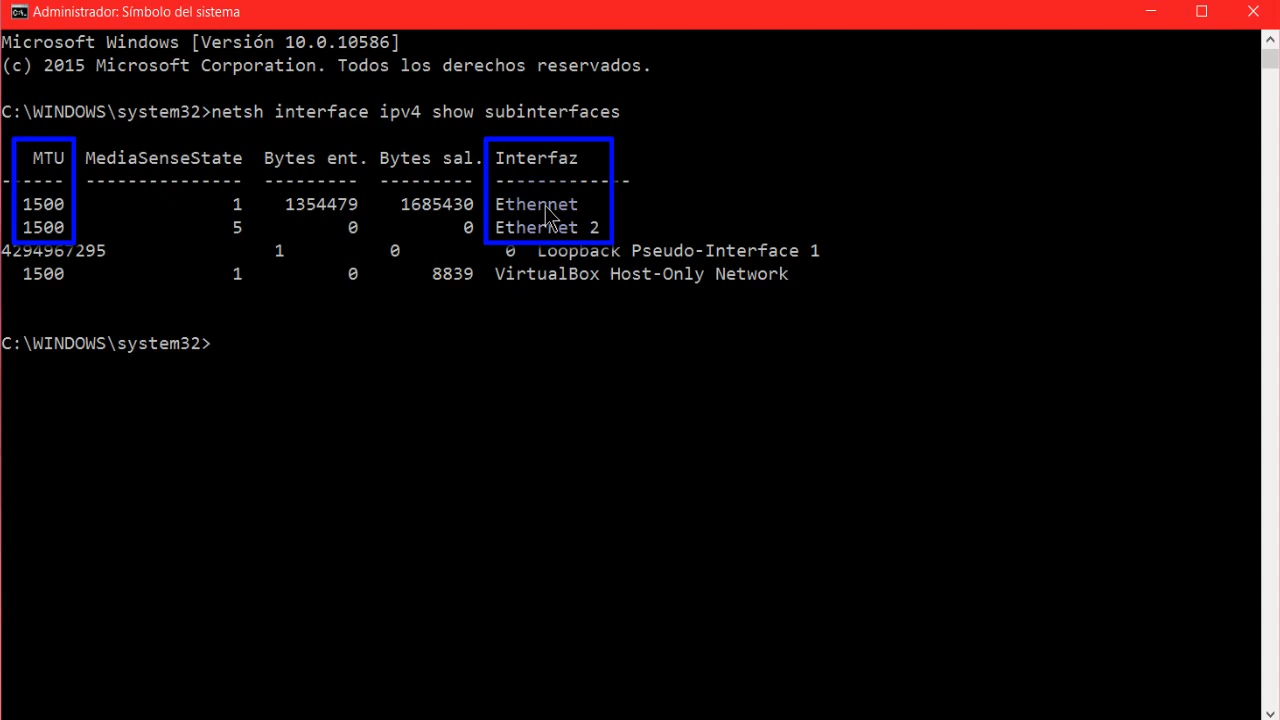 Administrador: Símbolo del sistema
Microsoft Windows [Versión 10.0.10586]
(c) 2015 Microsoft Corporation. Todos los derechos reservados.
C:\WINDOWS\system32>netsh interface ipv4 show subinterfaces
MTU MediaSenseState Bytes ent. Bytes sal. Interfaz
------ --------------- --------- --------- -------------
1500 1 1354479 1685430 Ethernet
1500 5 0 0 Ethernet 2
4294967295 1 0 0 Loopback Pseudo-Interface 1
1500 1 0 8839 VirtualBox Host-Only Network
C:\WINDOWS\system32>